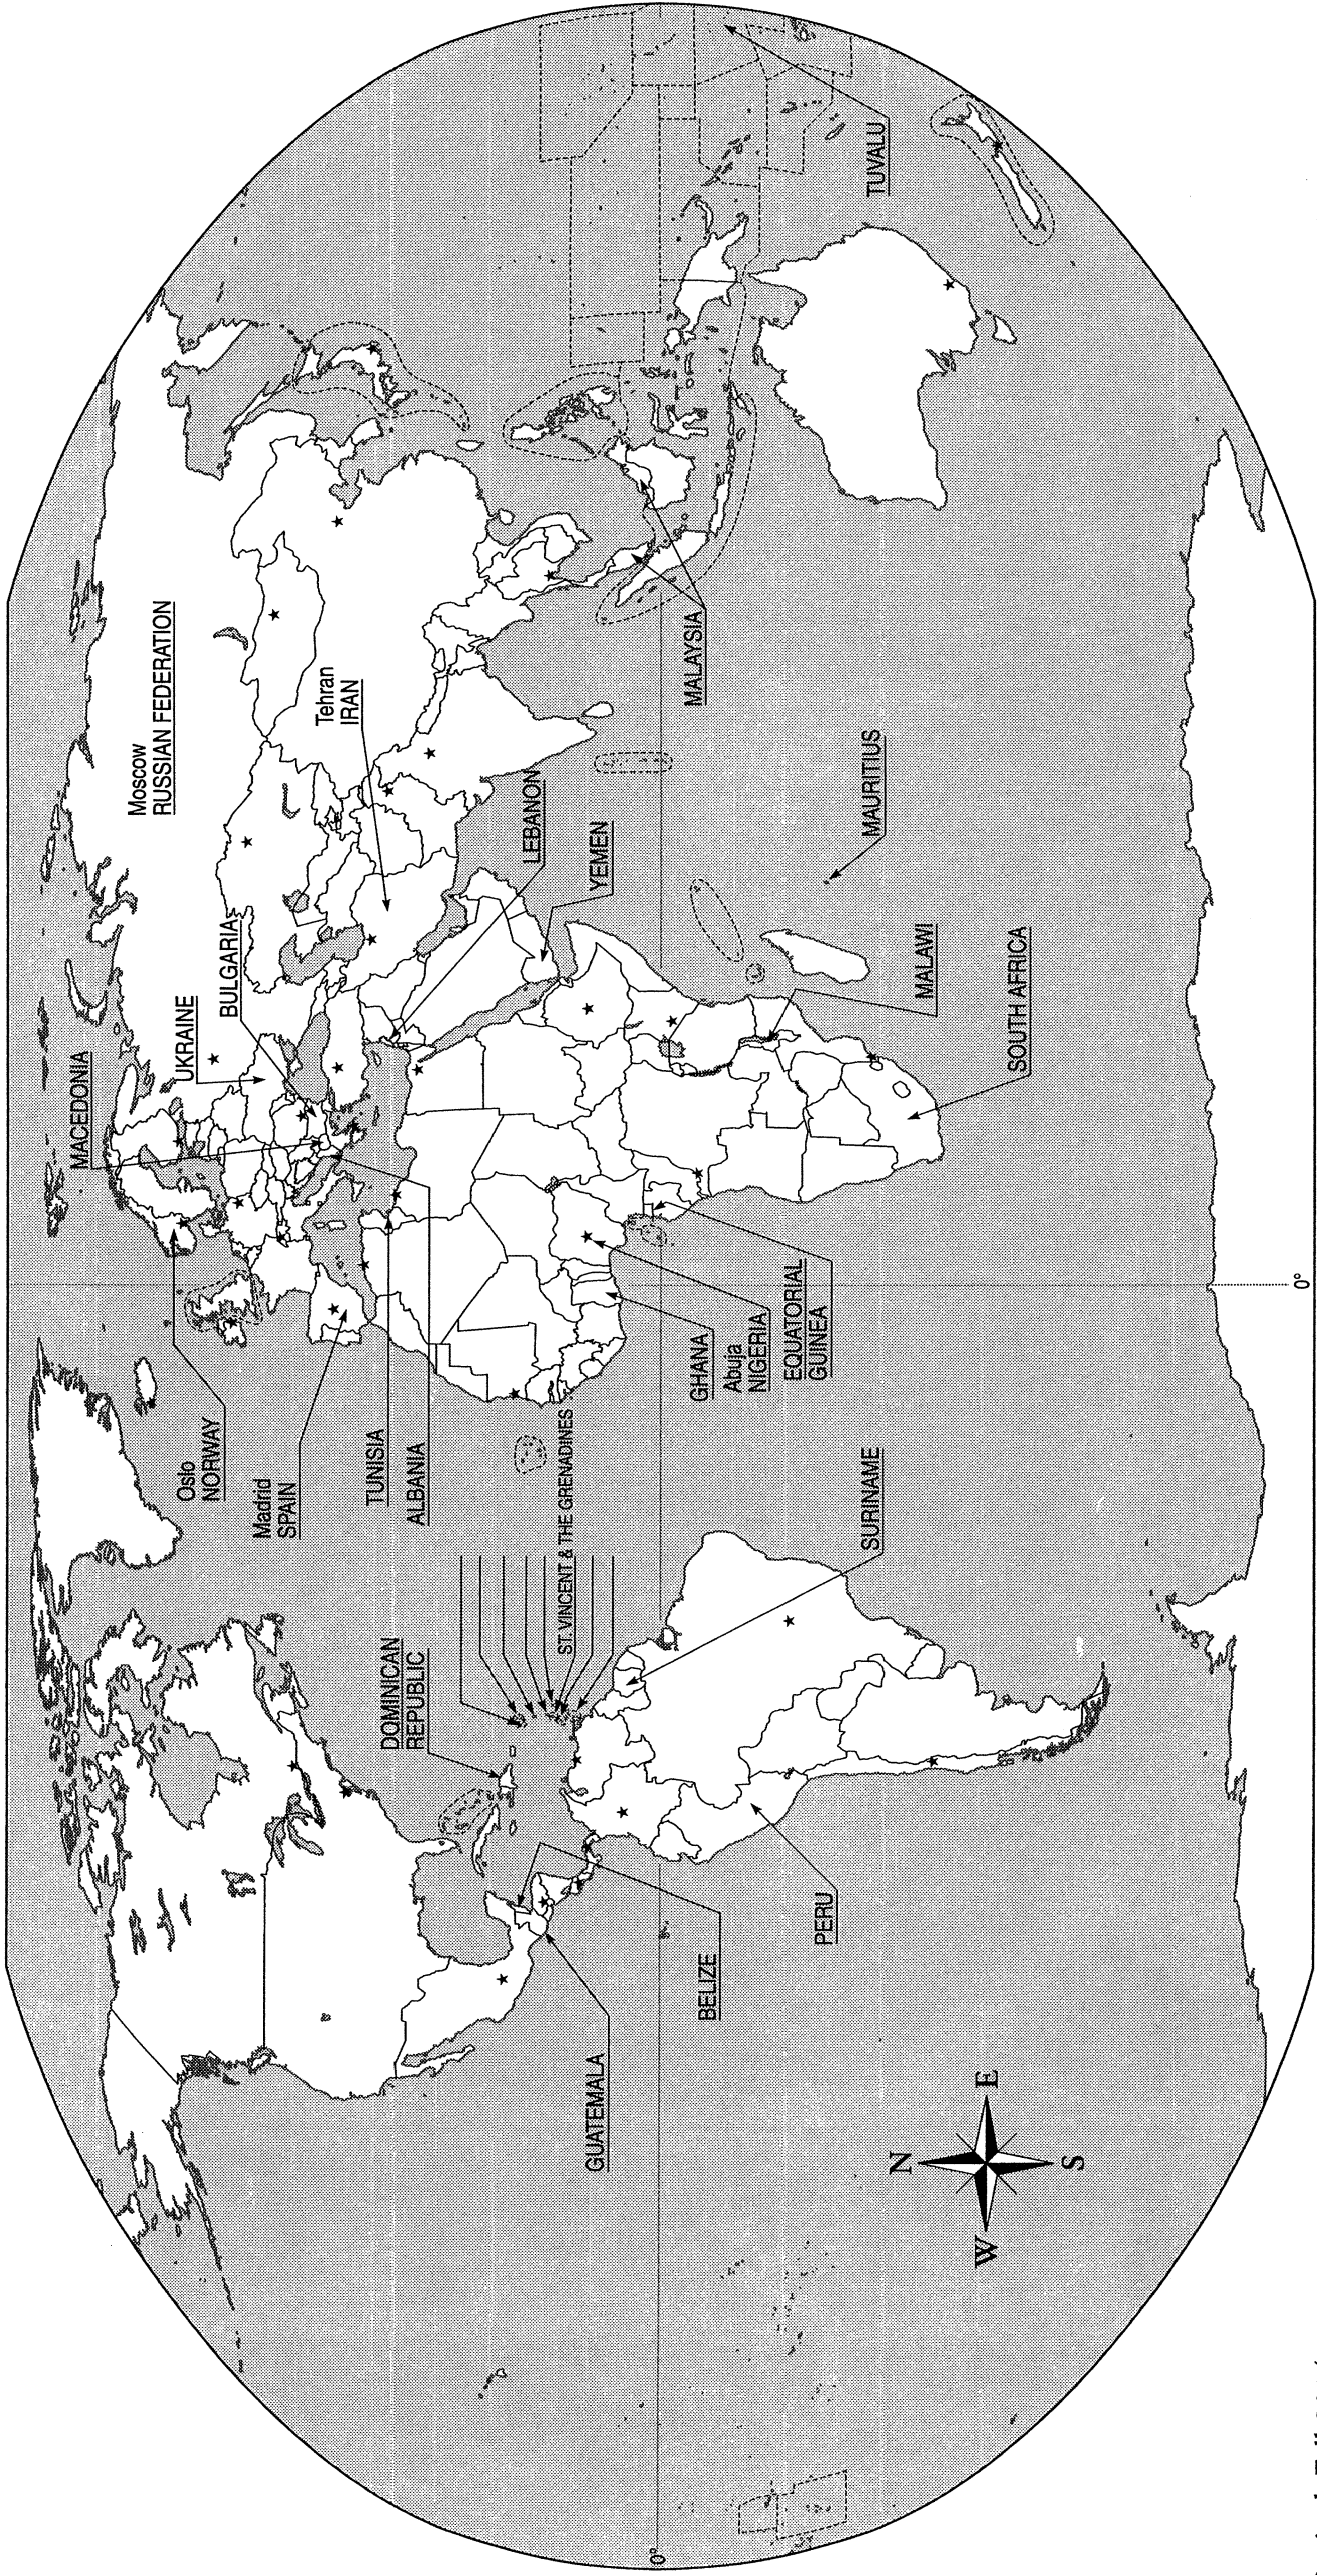 MACEDONIA
UKRAINE
BULGARIA
Moscow
RUSSIAN FEDERATION
Tehran
IRAN
Oslo
NORWAY
Madrid
SPAIN
TUNISIA
ALBANIA
LEBANON
YEMEN
MALAYSIA
TUVALU
DOMINICAN
REPUBLIC
ST. VINCENT & THE GRENADINES
GUATEMALA
BELIZE
PERU
SURINAME
GHANA
Abuja
NIGERIA
EQUATORIAL
GUINEA
MALAWI
SOUTH AFRICA
MAURITIUS
0°
0°
N
W
E
S